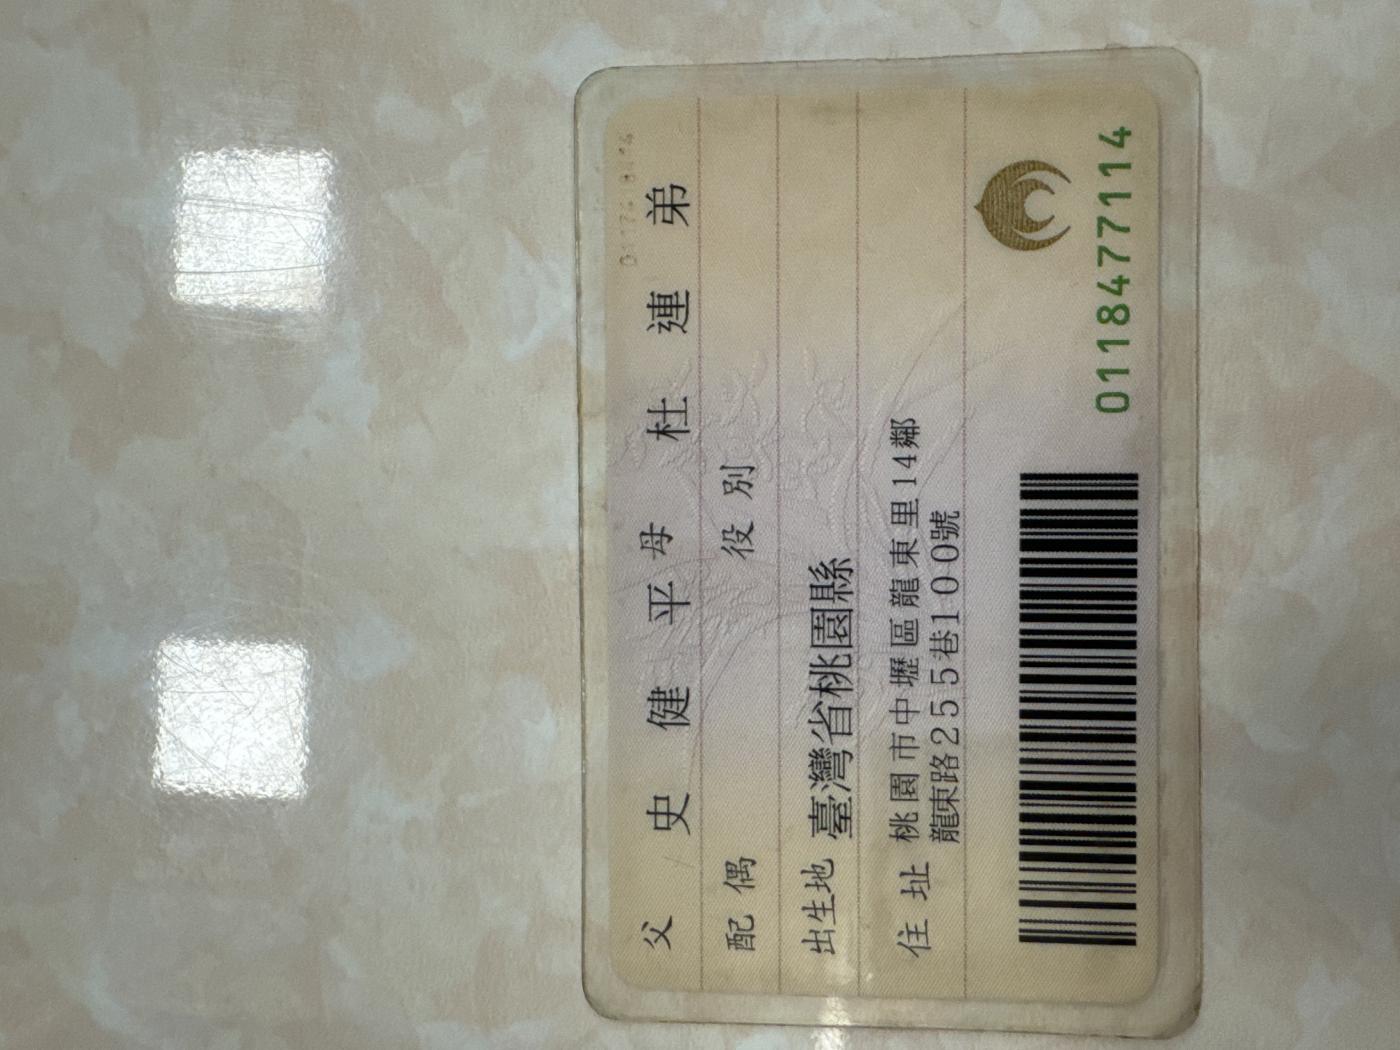 父 史健平 母 杜連弟
配偶 役別
出生地 臺灣省桃園縣
住址 桃園市中壢區龍東里14鄰
龍東路255巷100號
0118477114